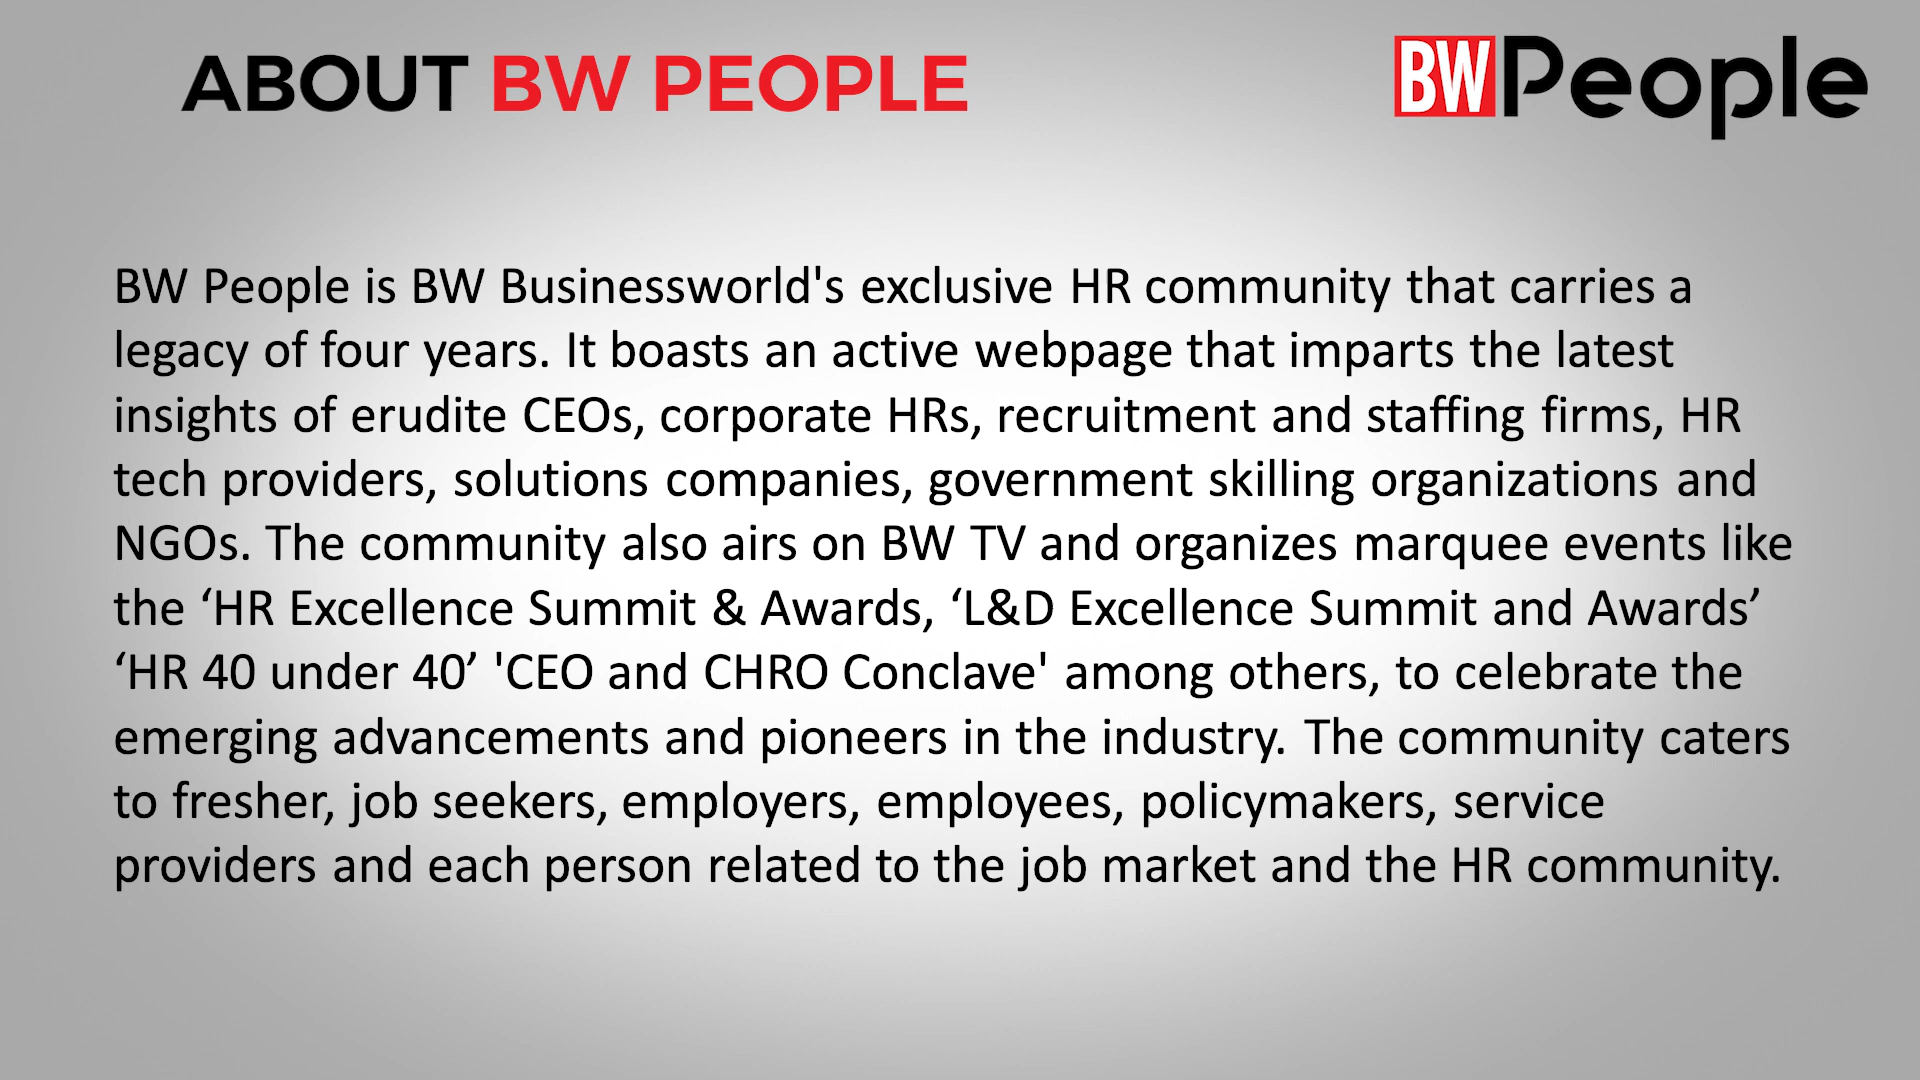 ABOUT BW PEOPLE
BW People
BW People is BW Businessworld's exclusive HR community that carries a
legacy of four years. It boasts an active webpage that imparts the latest
insights of erudite CEOs, corporate HRs, recruitment and staffing firms, HR
tech providers, solutions companies, government skilling organizations and
NGOs. The community also airs on BW TV and organizes marquee events like
the ‘HR Excellence Summit & Awards, ‘L&D Excellence Summit and Awards’
‘HR 40 under 40’ 'CEO and CHRO Conclave' among others, to celebrate the
emerging advancements and pioneers in the industry. The community caters
to fresher, job seekers, employers, employees, policymakers, service
providers and each person related to the job market and the HR community.